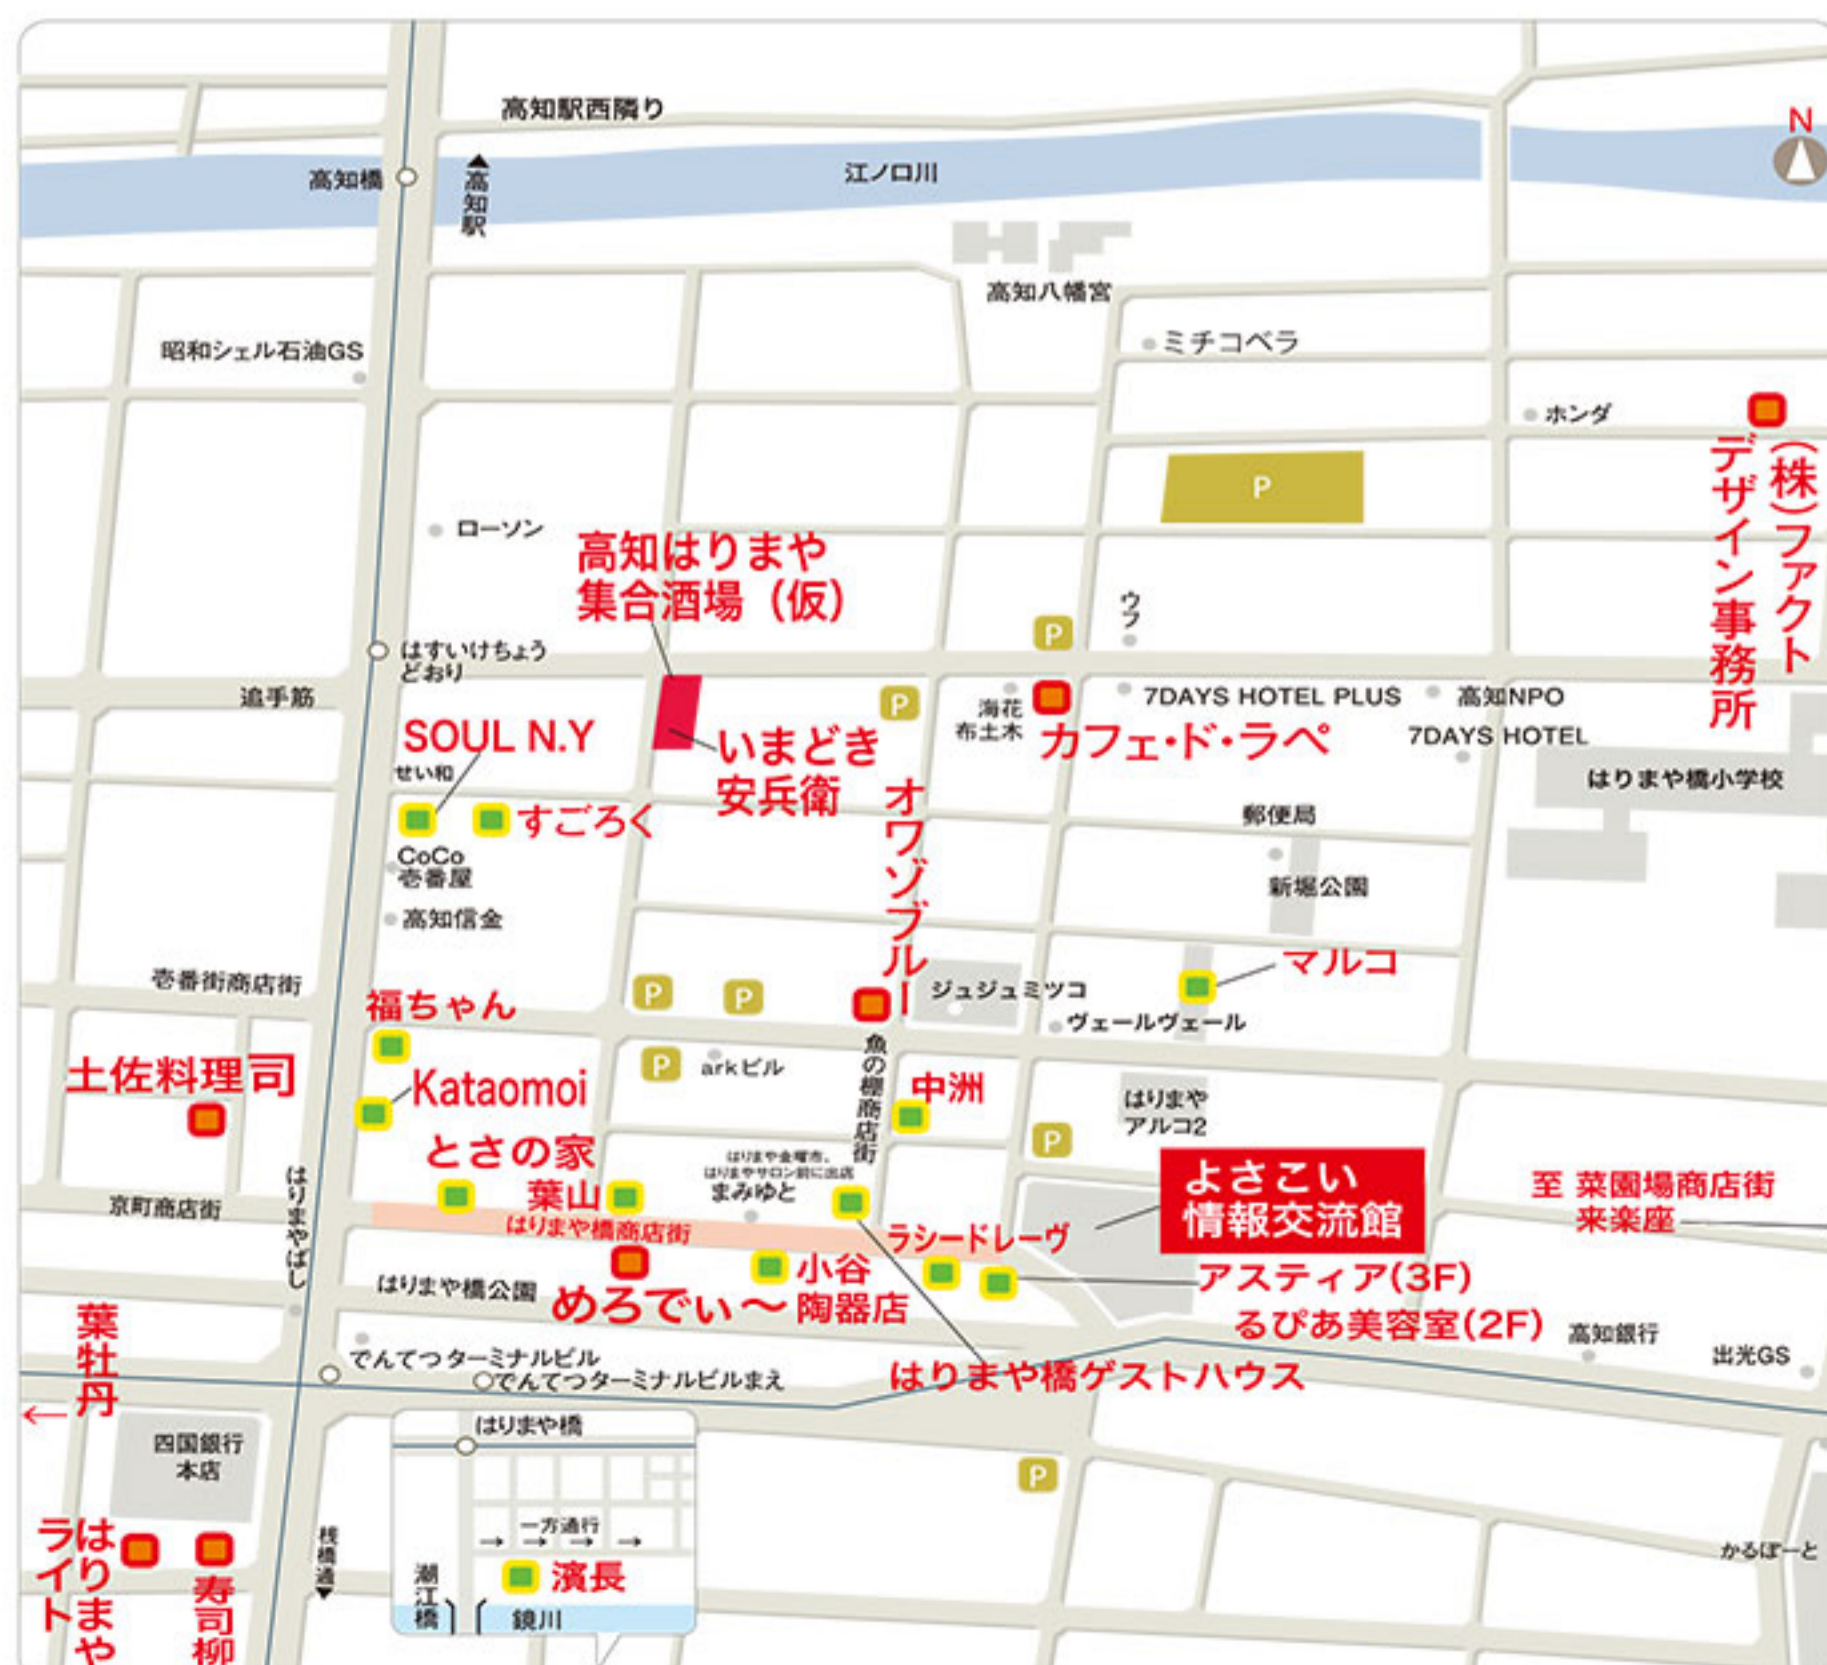 高知駅西隣り
N
江ノ口川
高知橋
▲高知駅
高知八幡宮
昭和シェル石油GS
ミチコベラ
ホンダ
P
(株)ファクト
デザイン事務所
ローソン
高知はりまや
集合酒場（仮）
ウフ
P
はすいけちょう
どおり
追手筋
P
海花
布土木
7DAYS HOTEL PLUS
高知NPO
7DAYS HOTEL
カフェ・ド・ラペ
SOUL N.Y
せい和
いまどき
安兵衛
オワゾブルー
はりまや橋小学校
すごろく
郵便局
CoCo
壱番屋
新堀公園
高知信金
マルコ
壱番街商店街
福ちゃん
P
P
ジュジュミツコ
ヴェールヴェール
土佐料理司
Kataomoi
P
arkビル
魚の棚商店街
中洲
はりまや
アルコ2
P
とさの家
葉山
はりまや金曜市、
はりまやサロン前に出店
まみゆと
よさこい
情報交流館
至 菜園場商店街
来楽座
京町商店街
はりまやばし
はりまや橋商店街
ラシードレーヴ
小谷
陶器店
めろでぃ～
アスティア(3F)
るぴあ美容室(2F)
はりまや橋公園
高知銀行
出光GS
葉牡丹
←
でんてつターミナルビル
でんてつターミナルビルまえ
はりまや橋ゲストハウス
四国銀行
本店
はりまや橋
P
一方通行
→ → → →
かるぽーと
はりまや
ライト
寿司柳
桟橋通▼
潮江橋
濱長
鏡川